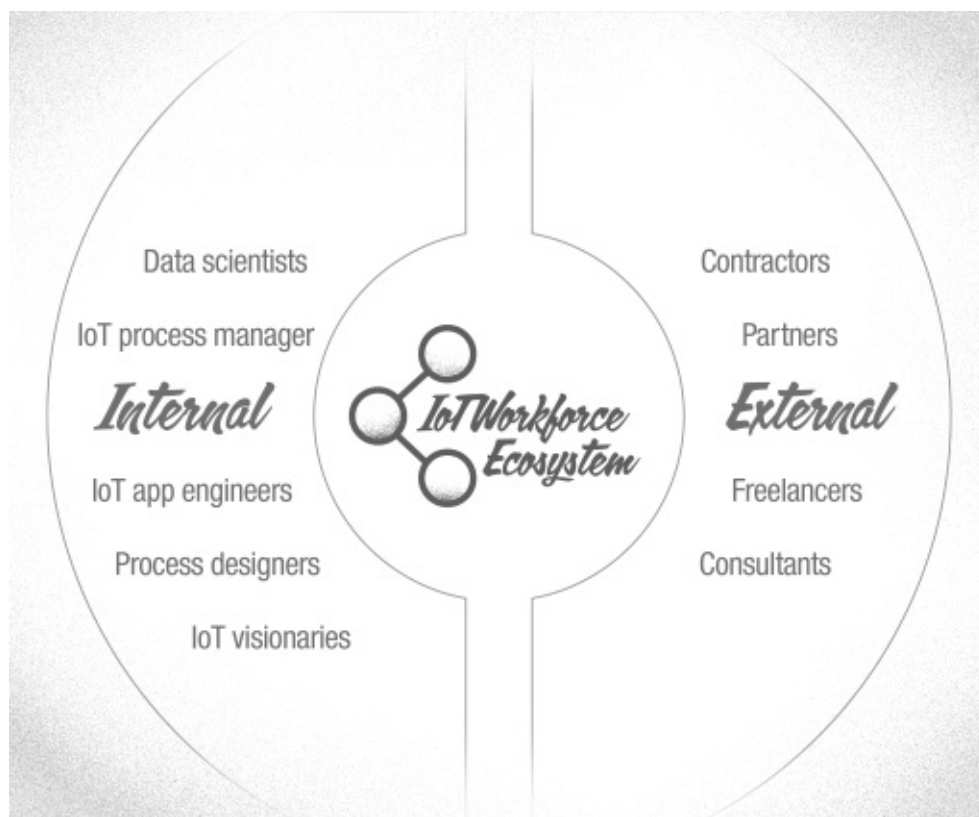 Data scientists
IoT process manager
Internal
IoT app engineers
Process designers
IoT visionaries
IoT Workforce
Ecosystem
Contractors
Partners
External
Freelancers
Consultants